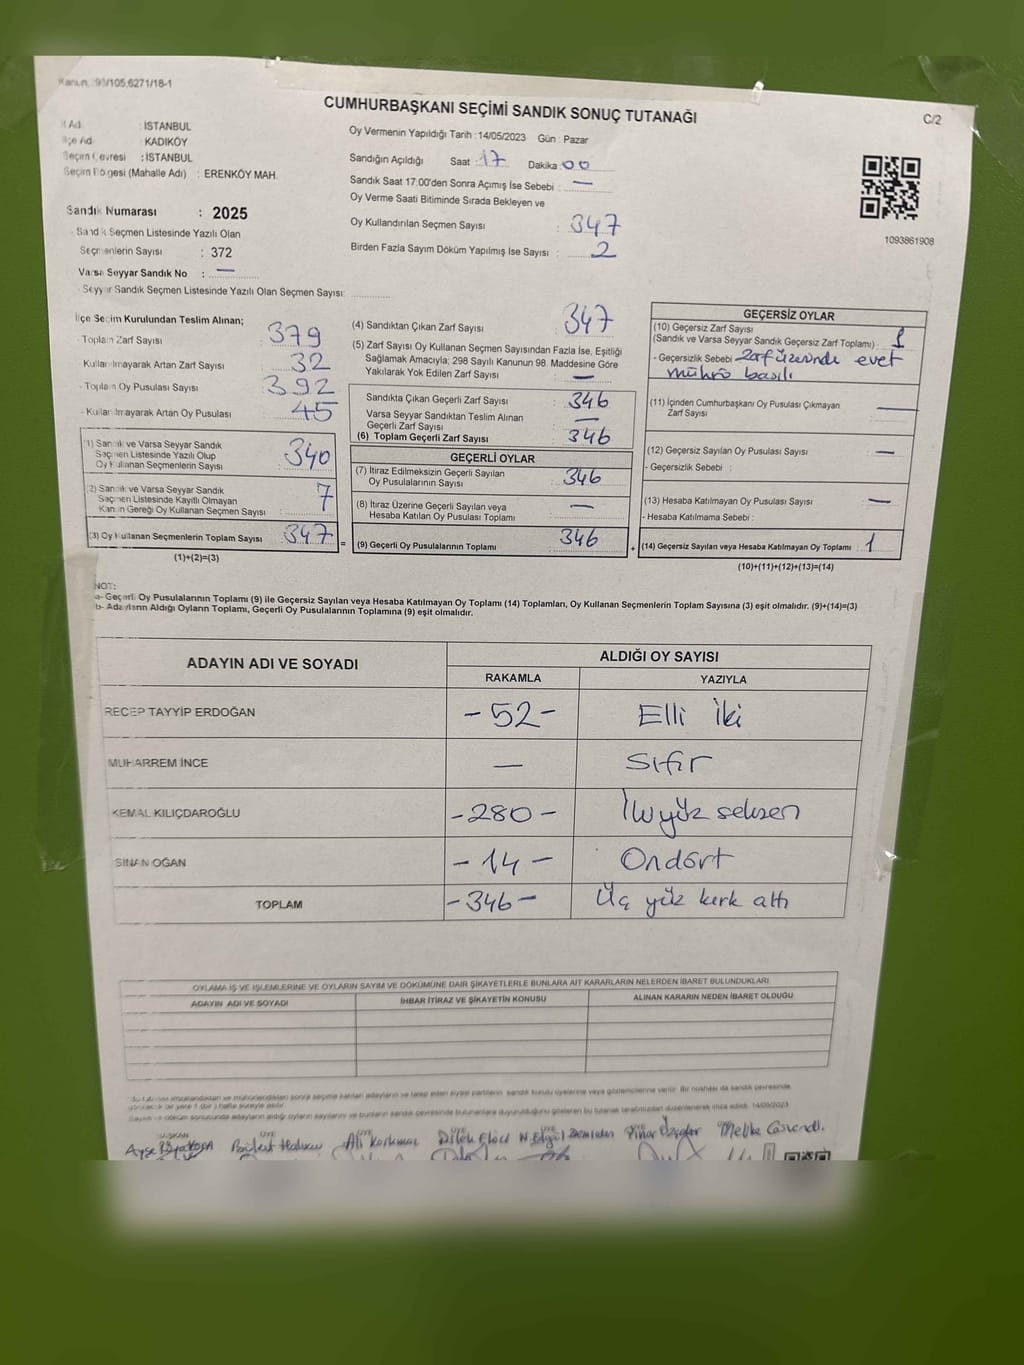 Kanun: 98/105,6271/18-1
CUMHURBAŞKANI SEÇİMİ SANDIK SONUÇ TUTANAĞI
C/2
İl Adı : İSTANBUL
İlçe Adı : KADIKÖY
Seçim Çevresi : İSTANBUL
Seçim Bölgesi (Mahalle Adı) : ERENKÖY MAH.
Oy Vermenin Yapıldığı Tarih : 14/05/2023 Gün : Pazar
Sandığın Açıldığı Saat : 17 Dakika : 00
Sandık Saat 17:00'den Sonra Açımış İse Sebebi : —
Oy Verme Saati Bitiminde Sırada Bekleyen ve
Oy Kullandırılan Seçmen Sayısı : 347
Birden Fazla Sayım Döküm Yapılmış İse Sayısı : 2
1093861908
Sandık Numarası : 2025
- Sandık Seçmen Listesinde Yazılı Olan
Seçmenlerin Sayısı : 372
Varsa Seyyar Sandık No : —
- Seyyar Sandık Seçmen Listesinde Yazılı Olan Seçmen Sayısı:
İlçe Seçim Kurulundan Teslim Alınan;
- Toplam Zarf Sayısı 379
Kullanılmayarak Artan Zarf Sayısı 32
- Toplam Oy Pusulası Sayısı 392
- Kullanılmayarak Artan Oy Pusulası 45
(1) Sandık ve Varsa Seyyar Sandık
Seçmen Listesinde Yazılı Olup
Oy Kullanan Seçmenlerin Sayısı 340
(2) Sandık ve Varsa Seyyar Sandık
Seçmen Listesinde Kayıtlı Olmayan
Kanun Gereği Oy Kullanan Seçmen Sayısı : 7
(3) Oy Kullanan Seçmenlerin Toplam Sayısı : 347 =
(1)+(2)=(3)
(4) Sandıktan Çıkan Zarf Sayısı : 347
(5) Zarf Sayısı Oy Kullanan Seçmen Sayısından Fazla İse, Eşitliği
Sağlamak Amacıyla; 298 Sayılı Kanunun 98. Maddesine Göre
Yakılarak Yok Edilen Zarf Sayısı : —
Sandıkta Çıkan Geçerli Zarf Sayısı : 346
Varsa Seyyar Sandıktan Teslim Alınan
Geçerli Zarf Sayısı : —
(6) Toplam Geçerli Zarf Sayısı : 346
GEÇERLİ OYLAR
(7) İtiraz Edilmeksizin Geçerli Sayılan
Oy Pusulalarının Sayısı : 346
(8) İtiraz Üzerine Geçerli Sayılan veya
Hesaba Katılan Oy Pusulası Toplamı : —
(9) Geçerli Oy Pusulalarının Toplamı : 346 +
GEÇERSİZ OYLAR
(10) Geçersiz Zarf Sayısı
(Sandık ve Varsa Seyyar Sandık Geçersiz Zarf Toplamı) : 1
- Geçersizlik Sebebi : Zarf üzerinde evet
mührü basılı
(11) İçinden Cumhurbaşkanı Oy Pusulası Çıkmayan
Zarf Sayısı : —
(12) Geçersiz Sayılan Oy Pusulası Sayısı : —
- Geçersizlik Sebebi :
(13) Hesaba Katılmayan Oy Pusulası Sayısı : —
- Hesaba Katılmama Sebebi :
(14) Geçersiz Sayılan veya Hesaba Katılmayan Oy Toplamı : 1
(10)+(11)+(12)+(13)=(14)
NOT:
a- Geçerli Oy Pusulalarının Toplamı (9) ile Geçersiz Sayılan veya Hesaba Katılmayan Oy Toplamı (14) Toplamları, Oy Kullanan Seçmenlerin Toplam Sayısına (3) eşit olmalıdır. (9)+(14)=(3)
b- Adayların Aldığı Oyların Toplamı, Geçerli Oy Pusulalarının Toplamına (9) eşit olmalıdır.
ADAYIN ADI VE SOYADI ALDIĞI OY SAYISI
RAKAMLA YAZIYLA
RECEP TAYYİP ERDOĞAN -52- Elli iki
MUHARREM İNCE — Sıfır
KEMAL KILIÇDAROĞLU -280- İkiyüz seksen
SİNAN OĞAN -14- Ondört
TOPLAM -346- Üç yüz kırk altı
OYLAMA İŞ VE İŞLEMLERİNE VE OYLARIN SAYIM VE DÖKÜMÜNE DAİR ŞİKAYETLERLE BUNLARA AİT KARARLARIN NELERDEN İBARET BULUNDUKLARI
ADAYIN ADI VE SOYADI İHBAR İTİRAZ VE ŞİKAYETİN KONUSU ALINAN KARARIN NEDEN İBARET OLDUĞU
Ali Korkmaz